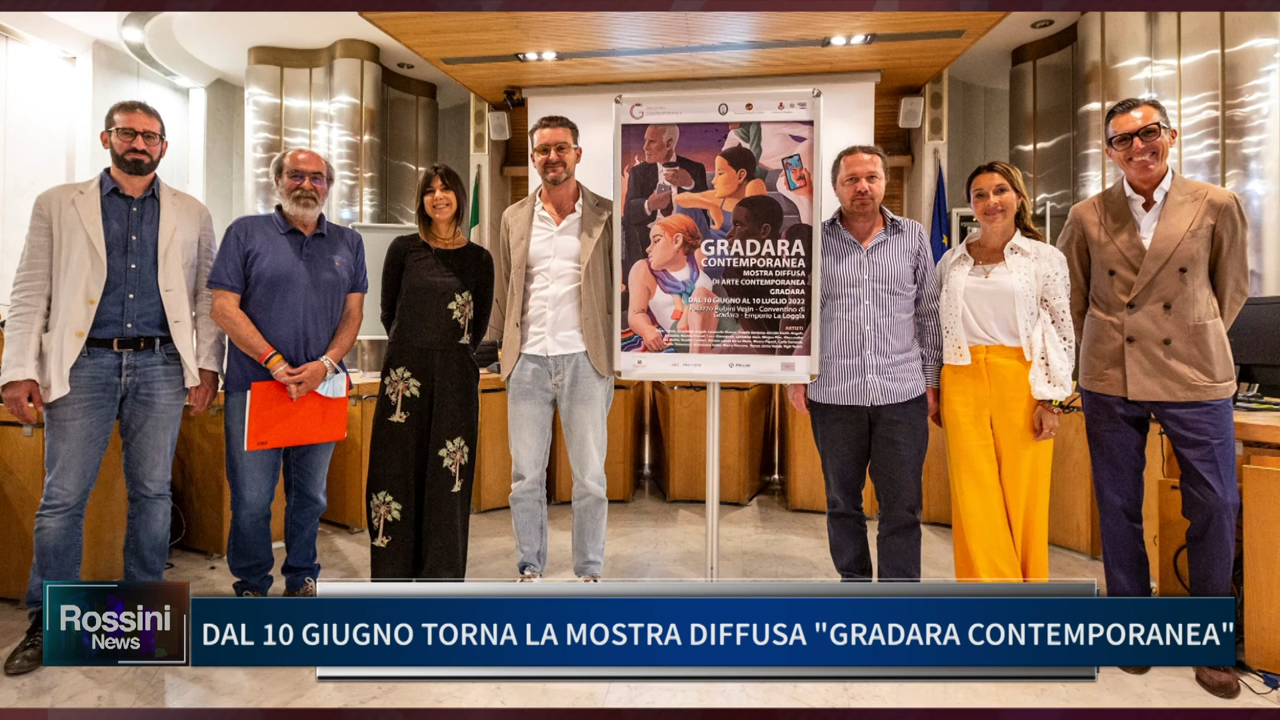 GRADARA
CONTEMPORANEA
MOSTRA DIFFUSA
DI ARTE CONTEMPORANEA
GRADARA
DAL 10 GIUGNO AL 10 LUGLIO 2022
Palazzo Rubini Vesin - Conventino di
Gradara - Emporio La Loggia
ARTISTI
Rossini
News
DAL 10 GIUGNO TORNA LA MOSTRA DIFFUSA "GRADARA CONTEMPORANEA"